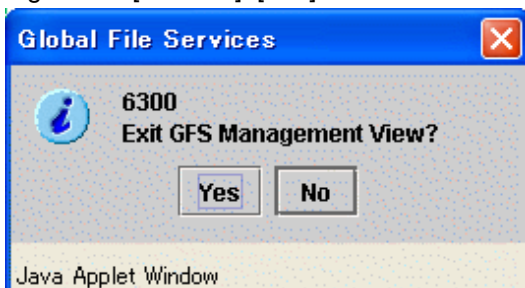 Global File Services
6300
Exit GFS Management View?
Yes No
Java Applet Window